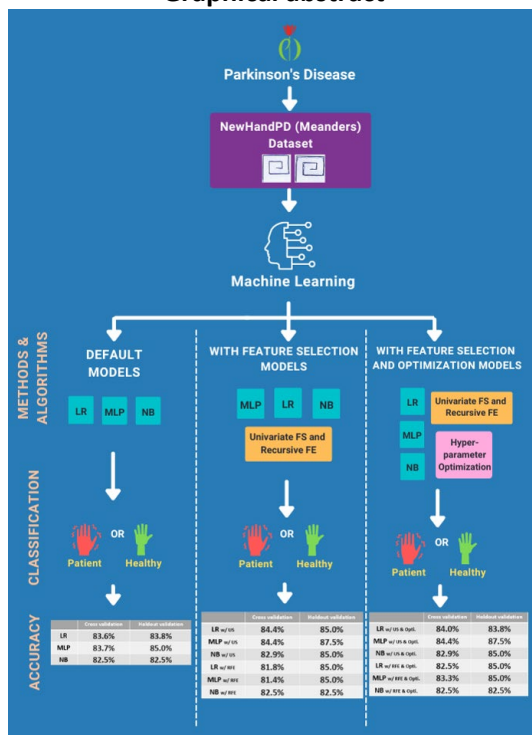 Graphical abstract
Parkinson's Disease
NewHandPD (Meanders)
Dataset
Machine Learning
METHODS &
ALGORITHMS
DEFAULT
MODELS
LR MLP NB
WITH FEATURE SELECTION
MODELS
MLP LR NB
Univariate FS and
Recursive FE
WITH FEATURE SELECTION
AND OPTIMIZATION MODELS
LR
MLP
NB
Univariate FS and
Recursive FE
Hyper-
parameter
Optimization
CLASSIFICATION
OR
Patient Healthy
OR
Patient Healthy
OR
Patient Healthy
ACCURACY
Cross validation Holdout validation
LR 83.6% 83.8%
MLP 83.7% 85.0%
NB 82.5% 82.5%
Cross validation Holdout validation
LR w/ US 84.4% 85.0%
MLP w/ US 84.4% 87.5%
NB w/ US 82.9% 85.0%
LR w/ RFE 81.8% 85.0%
MLP w/ RFE 81.4% 85.0%
NB w/ RFE 82.5% 82.5%
Cross validation Holdout validation
LR w/ US & Opti. 84.0% 83.8%
MLP w/ US & Opti. 84.4% 87.5%
NB w/ US & Opti. 82.9% 85.0%
LR w/ RFE & Opti. 82.5% 85.0%
MLP w/ RFE & Opti. 83.3% 85.0%
NB w/ RFE & Opti. 82.5% 82.5%